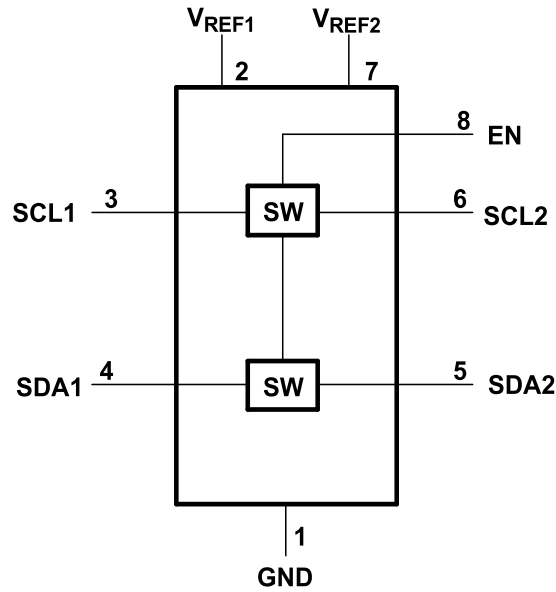 VREF1 VREF2
2 7
8 EN
SCL1 3 SW 6 SCL2
SDA1 4 SW 5 SDA2
1
GND